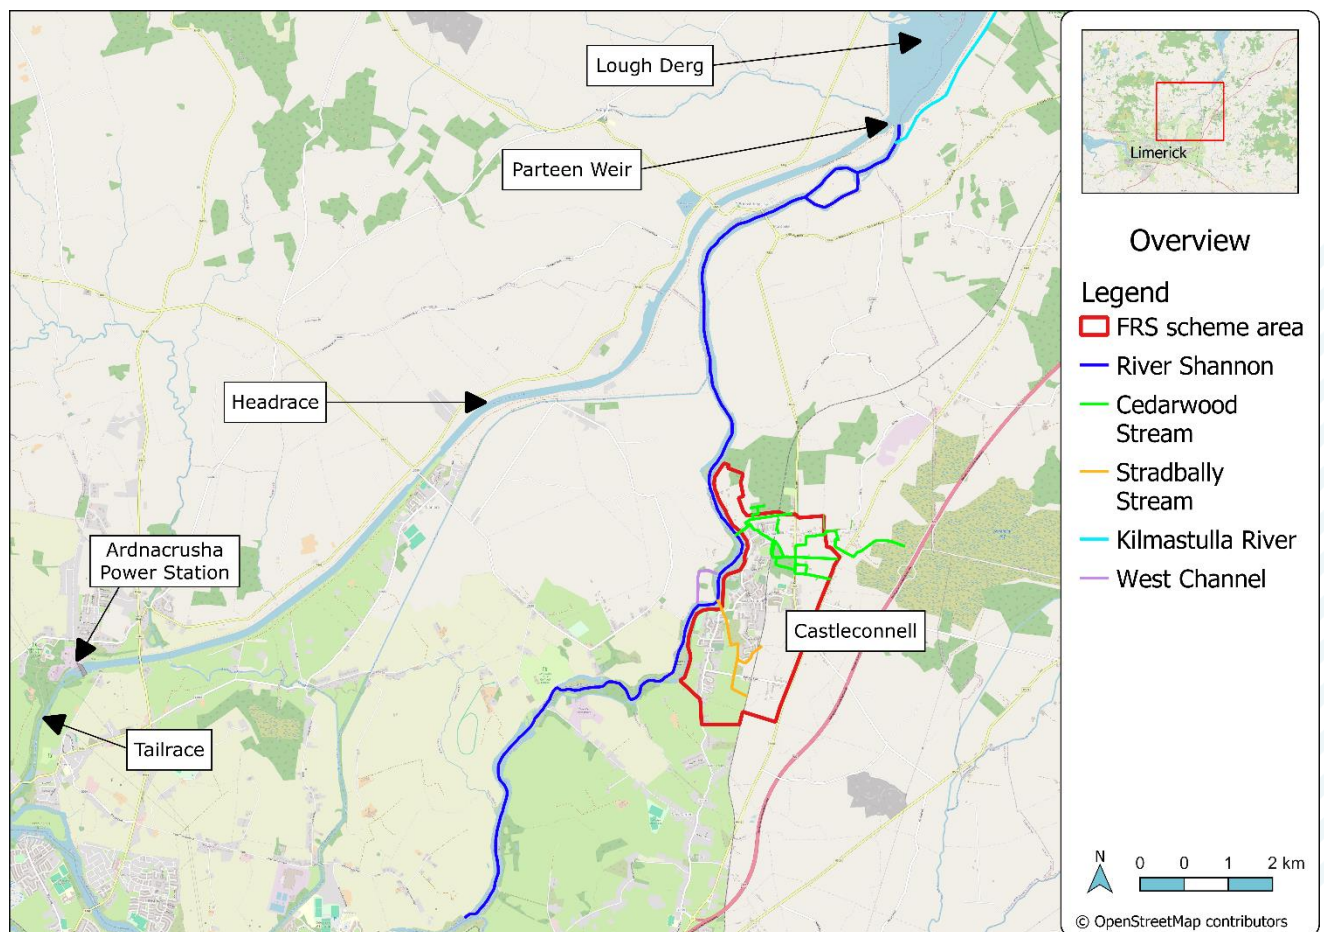 Lough Derg
Parteen Weir
Headrace
Ardnacrusha
Power Station
Tailrace
Castleconnell
Limerick
Overview
Legend
FRS scheme area
River Shannon
Cedarwood
Stream
Stradbally
Stream
Kilmastulla River
West Channel
N
0 0 1 2 km
© OpenStreetMap contributors